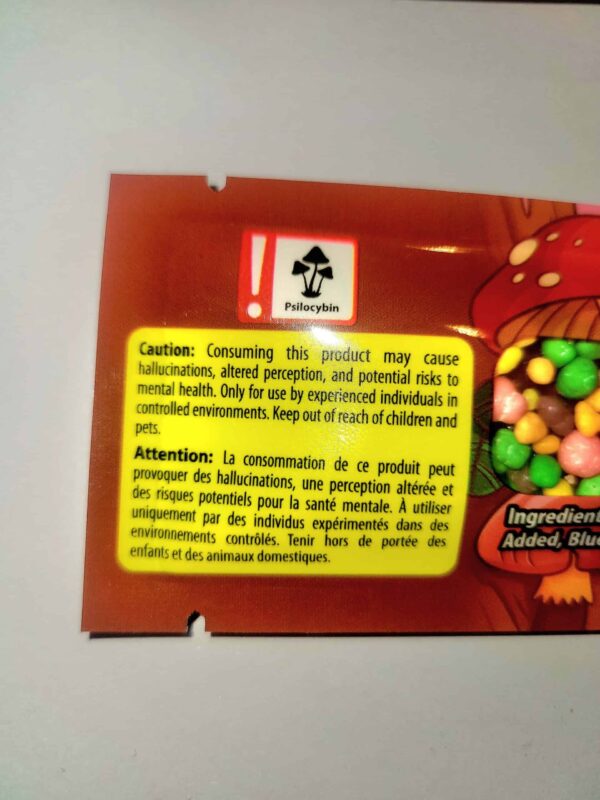 Psilocybin
Caution: Consuming this product may cause
hallucinations, altered perception, and potential risks to
mental health. Only for use by experienced individuals in
controlled environments. Keep out of reach of children and
pets.
Attention: La consommation de ce produit peut
provoquer des hallucinations, une perception altérée et
des risques potentiels pour la santé mentale. À utiliser
uniquement par des individus expérimentés dans des
environnements contrôlés. Tenir hors de portée des
enfants et des animaux domestiques.
Ingredient
Added, Blue